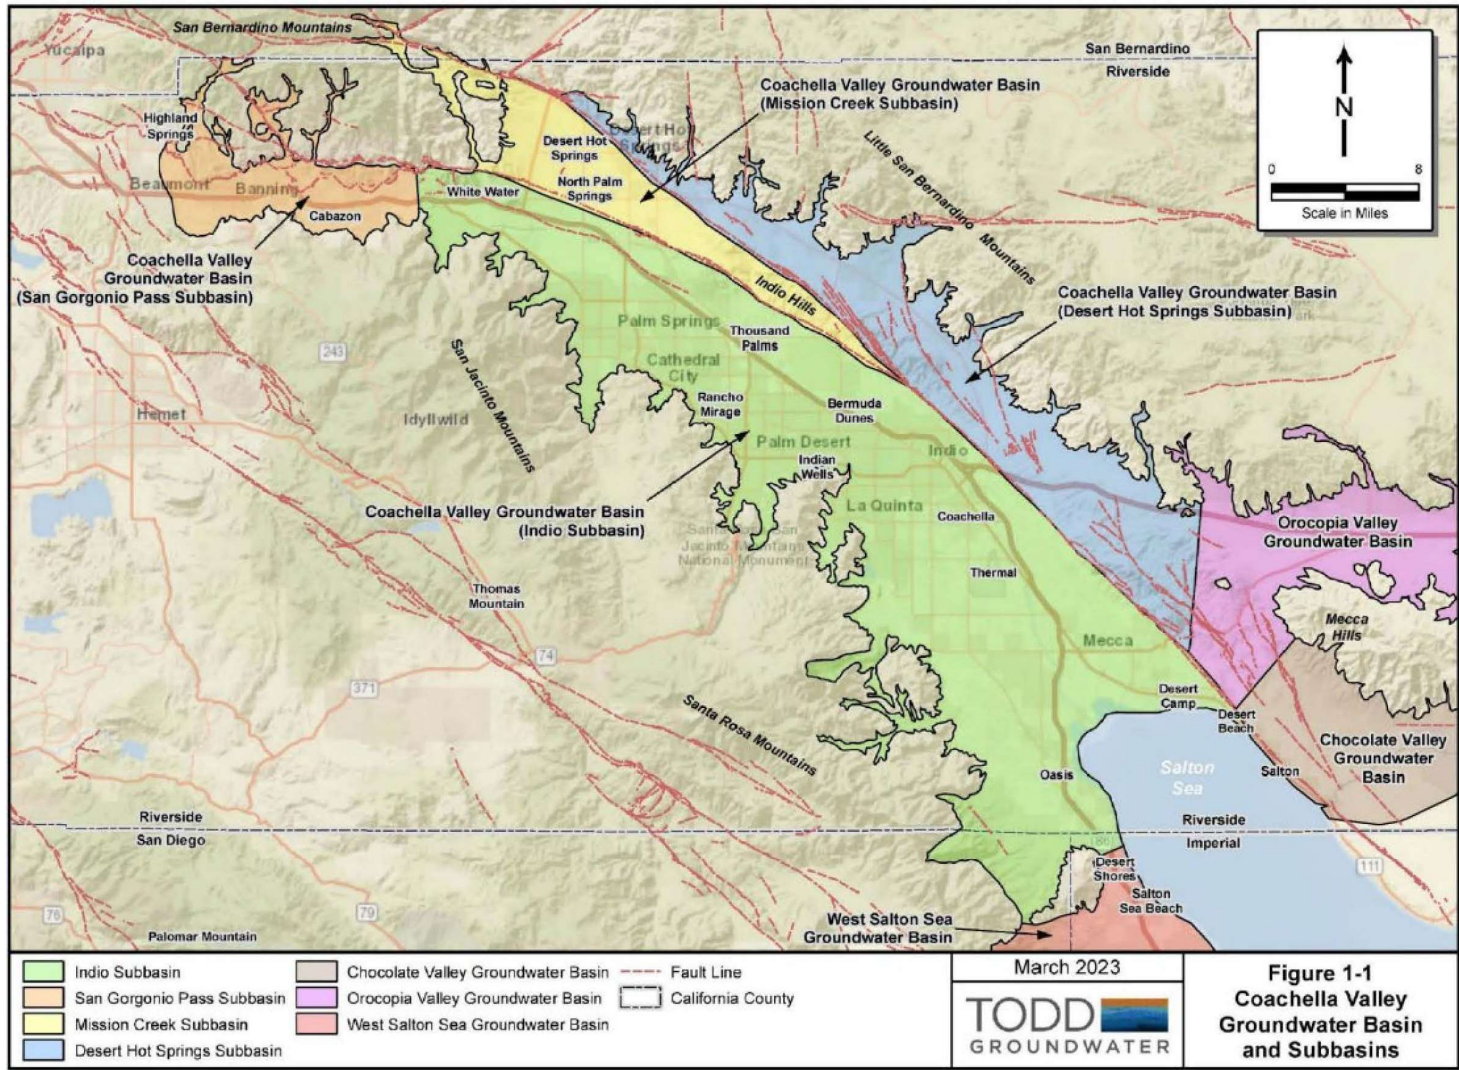 San Bernardino Mountains
Yucaipa
San Bernardino
Riverside
N
0 8
Scale in Miles
Coachella Valley Groundwater Basin
(Mission Creek Subbasin)
Highland
Springs
Desert Hot
Springs
Desert Hot
Springs
Little San Bernardino Mountains
Beaumont
Banning
Cabazon
White Water
North Palm
Springs
Coachella Valley
Groundwater Basin
(San Gorgonio Pass Subbasin)
Indio Hills
Coachella Valley Groundwater Basin
(Desert Hot Springs Subbasin)
Palm Springs
Thousand
Palms
243
San Jacinto Mountains
Cathedral
City
Rancho
Mirage
Bermuda
Dunes
Hemet
Idyllwild
Palm Desert
Indio
Indian
Wells
Coachella Valley Groundwater Basin
(Indio Subbasin)
La Quinta
Coachella
Orocopia Valley
Groundwater Basin
Jacinto Mountains
National Monument
Thermal
Thomas
Mountain
Mecca
Hills
Mecca
74
371
Santa Rosa Mountains
Desert
Camp
Desert
Beach
Chocolate Valley
Groundwater
Basin
Oasis
Salton
Sea
Salton
Riverside
San Diego
Riverside
Imperial
86
111
Desert
Shores
Salton
Sea Beach
West Salton Sea
Groundwater Basin
76
79
Palomar Mountain
Indio Subbasin
San Gorgonio Pass Subbasin
Mission Creek Subbasin
Desert Hot Springs Subbasin
Chocolate Valley Groundwater Basin
Orocopia Valley Groundwater Basin
West Salton Sea Groundwater Basin
Fault Line
California County
March 2023
TODD
GROUNDWATER
Figure 1-1
Coachella Valley
Groundwater Basin
and Subbasins